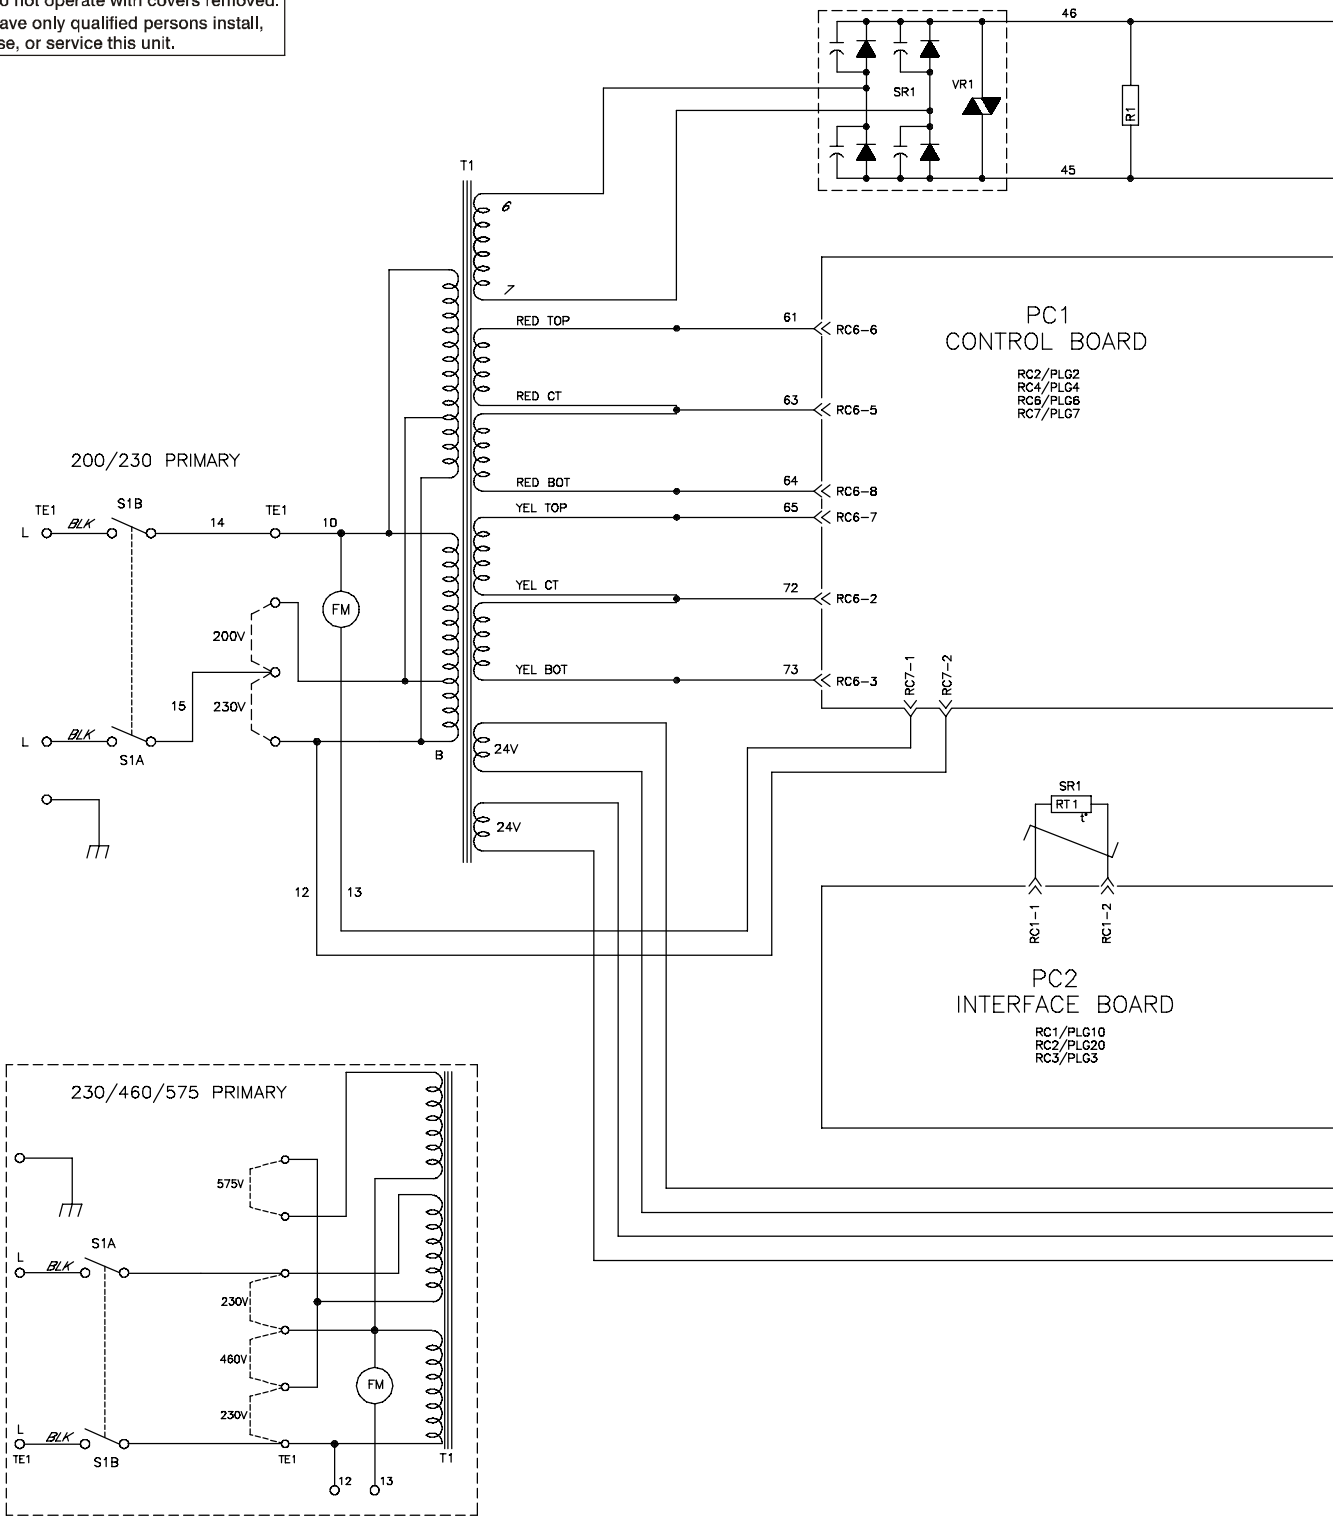 o not operate with covers removed.
ave only qualified persons install,
se, or service this unit.
46
SR1
VR1
R1
45
T1
6
7
RED TOP
61
RC6-6
RED CT
63
RC6-5
RED BOT
64
RC6-8
YEL TOP
65
RC6-7
YEL CT
72
RC6-2
YEL BOT
73
RC6-3
PC1
CONTROL BOARD
RC2/PLG2
RC4/PLG4
RC6/PLG6
RC7/PLG7
RC7-1
RC7-2
200/230 PRIMARY
TE1
S1B
L
BLK
14
TE1
10
FM
200V
230V
15
L
BLK
S1A
B
24V
24V
12
13
SR1
RT1
t°
RC1-1
RC1-2
PC2
INTERFACE BOARD
RC1/PLG10
RC2/PLG20
RC3/PLG3
230/460/575 PRIMARY
575V
S1A
L
BLK
230V
460V
FM
230V
L
BLK
TE1
S1B
TE1
T1
12
13